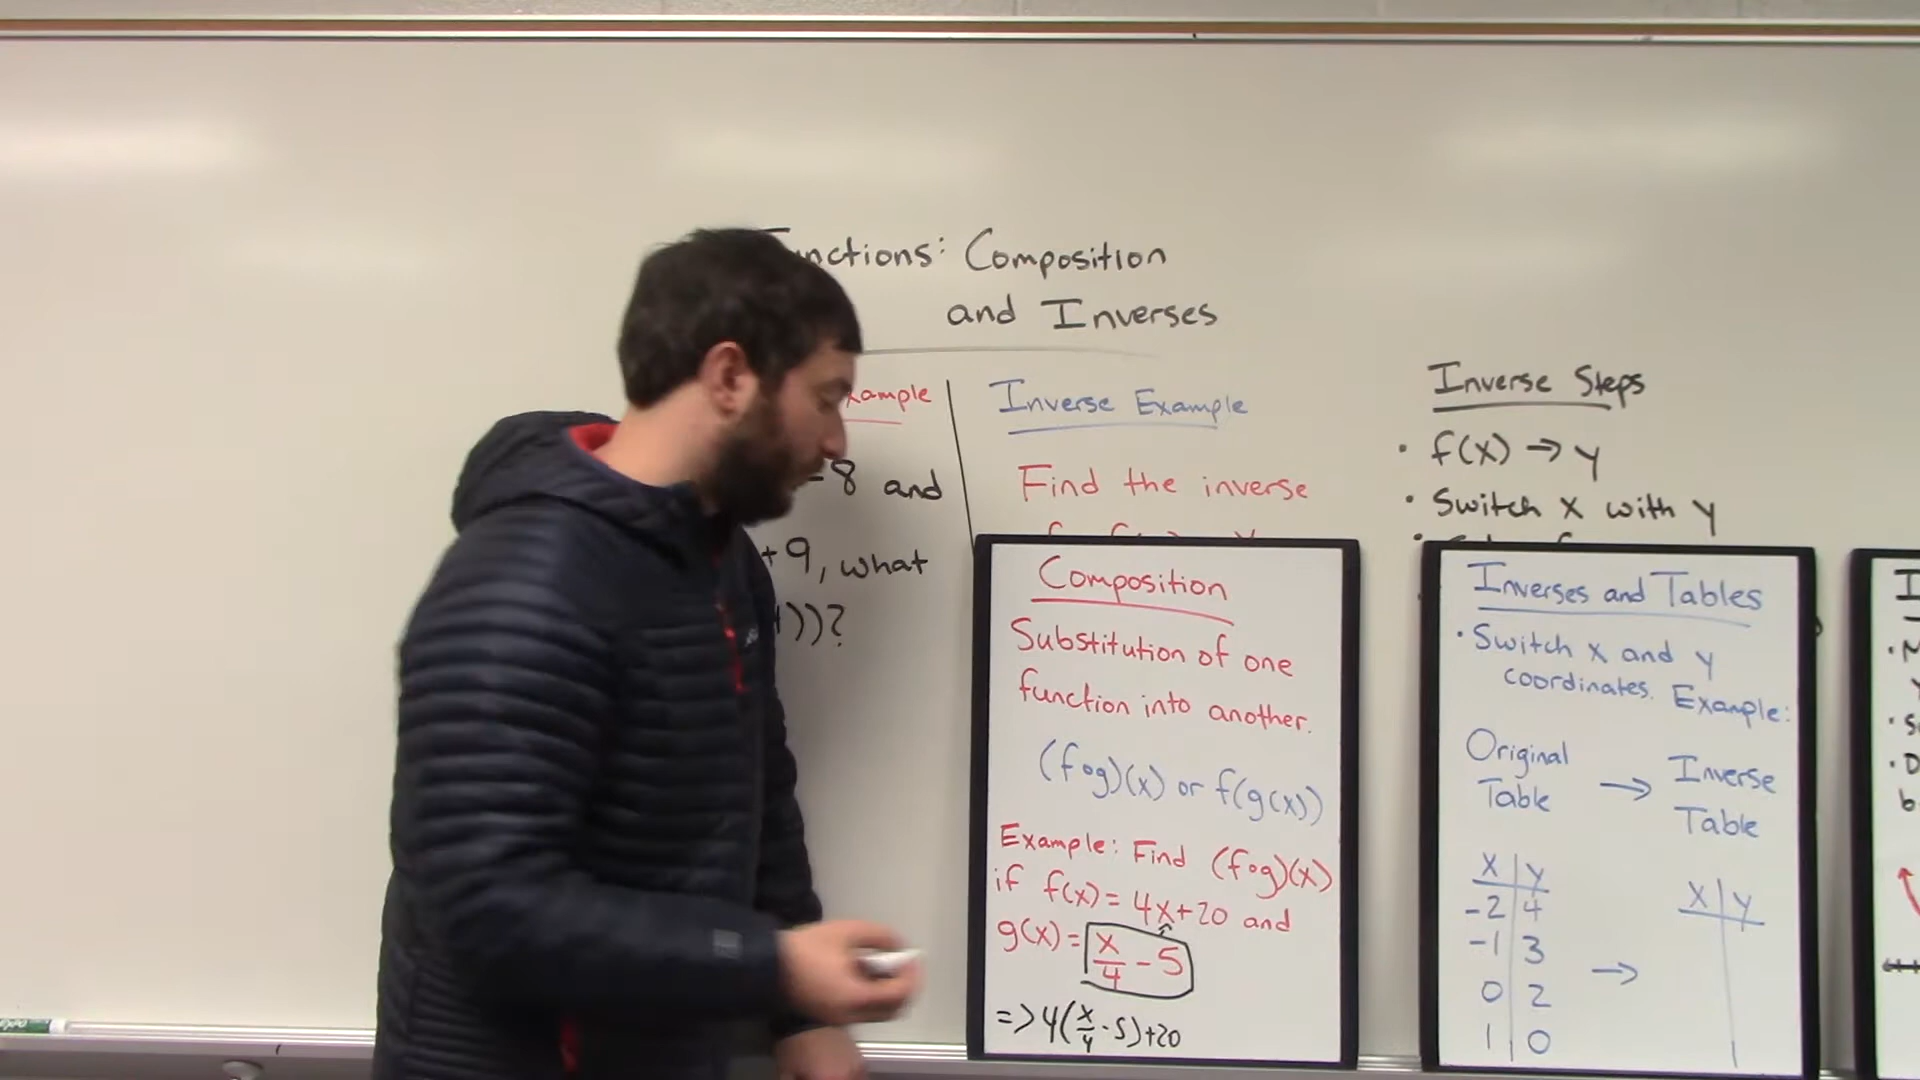 nctions: Composition
and Inverses
xample
-8 and
+9, what
))?
Inverse Example
Find the inverse
Inverse Steps
• f(x) → y
• Switch x with y
Composition
Substitution of one
function into another.
(f∘g)(x) or f(g(x))
Example: Find (f∘g)(x)
if f(x) = 4x+20 and
g(x) = x/4 - 5
=> 4(x/4 - 5)+20
Inverses and Tables
• Switch x and y
coordinates. Example:
Original Table → Inverse Table
x | y
-2 | 4
-1 | 3
0 | 2
1 | 0
→
x | y